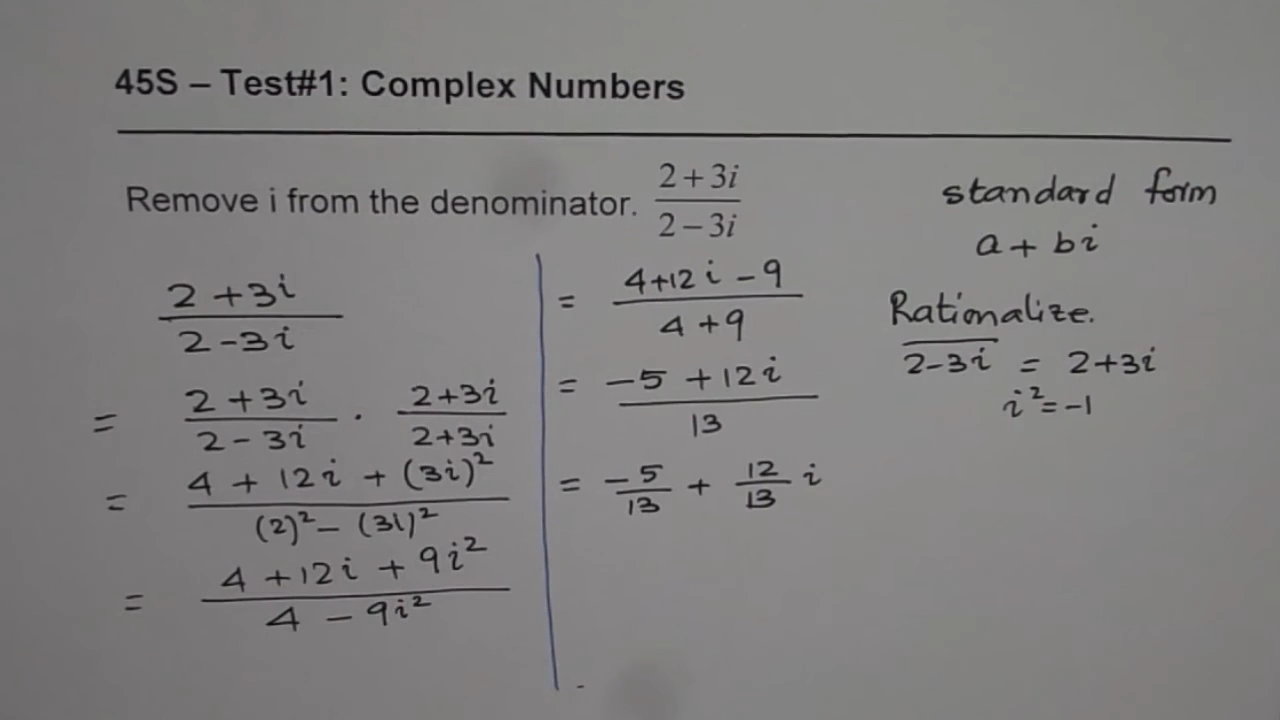 45S – Test#1: Complex Numbers
Remove i from the denominator. (2+3i)/(2−3i)
(2+3i)/(2-3i)
= (2+3i)/(2-3i) · (2+3i)/(2+3i)
= (4 + 12i + (3i)²)/((2)² - (3i)²)
= (4 + 12i + 9i²)/(4 - 9i²)
= (4+12i - 9)/(4+9)
= (-5 + 12i)/13
= -5/13 + 12/13 i
standard form
a + bi
Rationalize.
\overline{2-3i} = 2+3i
i² = -1